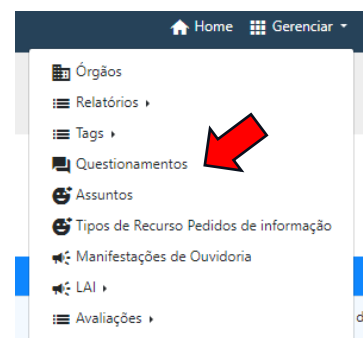 Home Gerenciar
Órgãos
Relatórios
Tags
Questionamentos
Assuntos
Tipos de Recurso Pedidos de informação
Manifestações de Ouvidoria
LAI
Avaliações
d